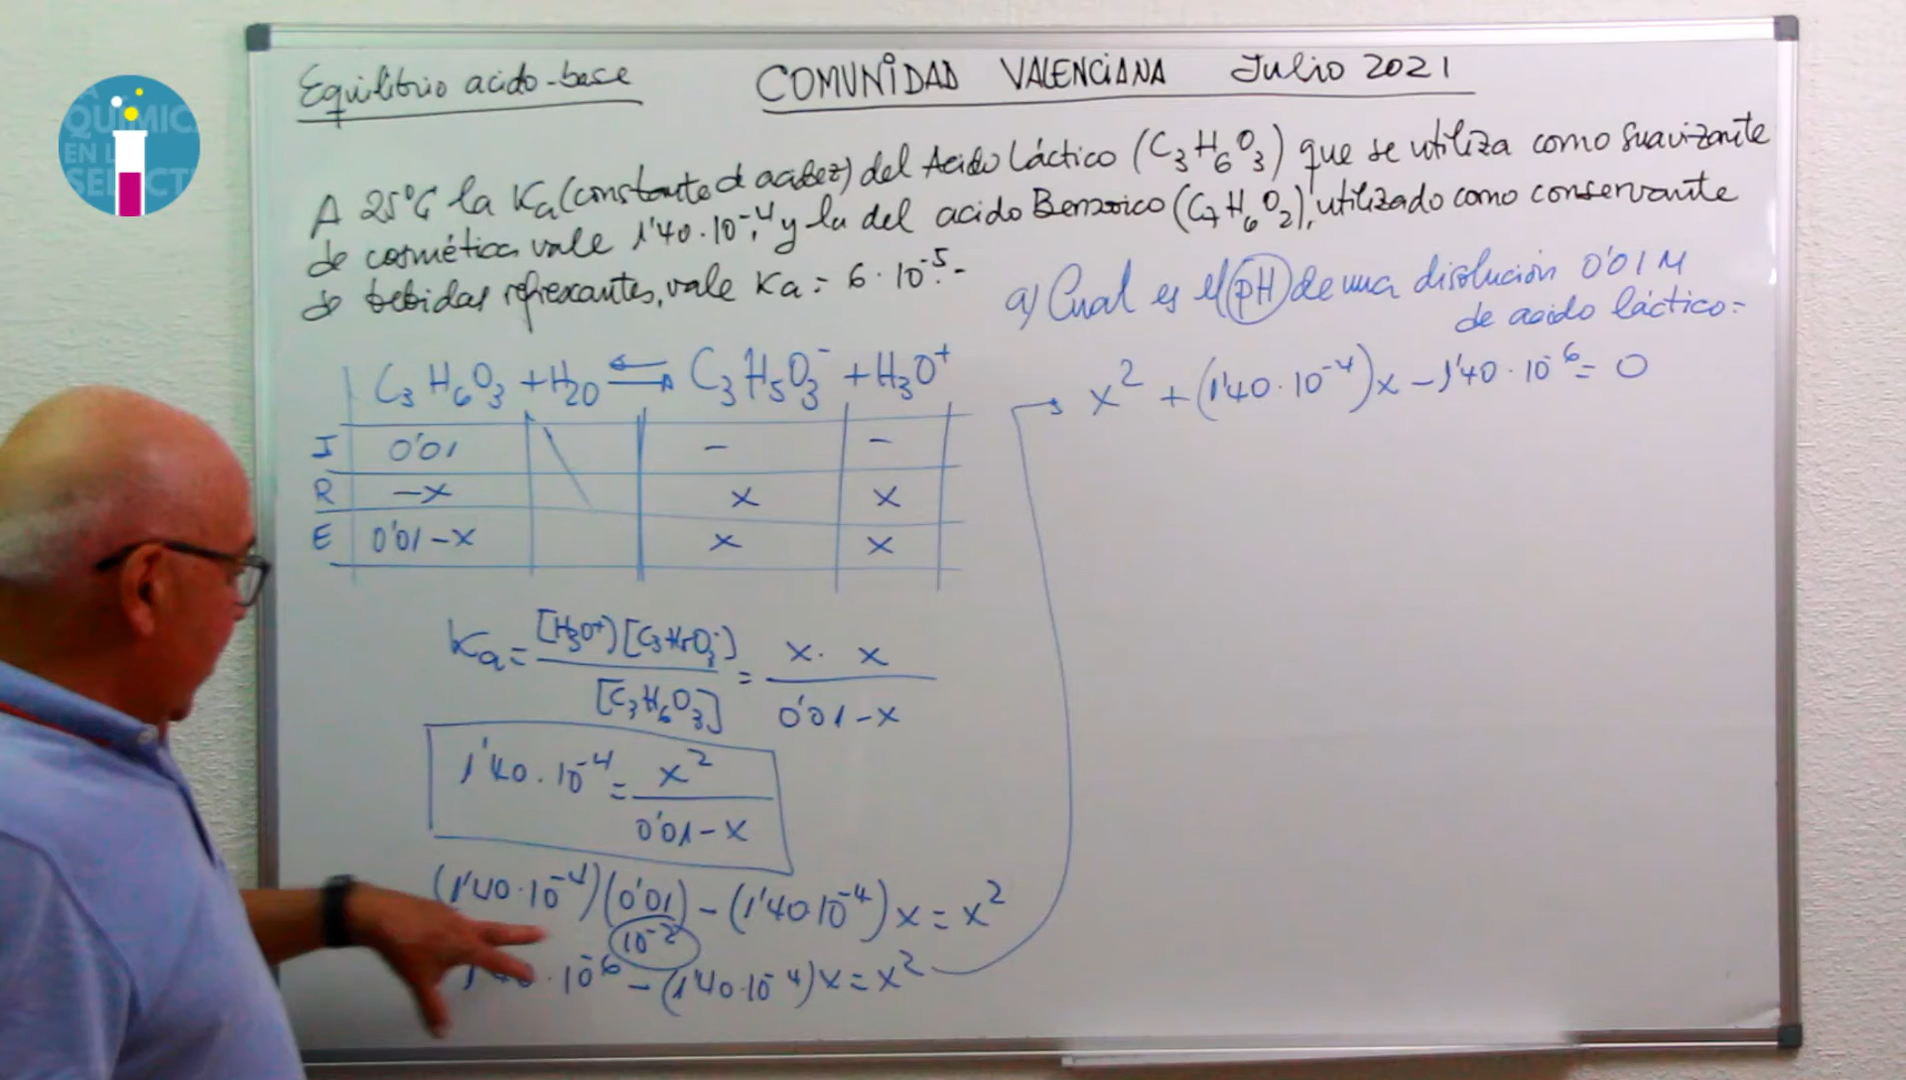 QUÍMICA
EN L
SELECT
Equilibrio acido-base
COMUNIDAD VALENCIANA Julio 2021
A 25°C la Ka (constante d acidez) del Acido Láctico (C₃H₆O₃) que se utiliza como suavizante
de cosmética vale 1'40·10⁻⁴, y la del acido Benzoico (C₇H₆O₂), utilizado como conservante
de bebidas refrescantes, vale Ka = 6·10⁻⁵.-
a) Cual es el pH de una disolución 0'01 M
de acido láctico =
C₃H₆O₃ + H₂O ⇌ C₃H₅O₃⁻ + H₃O⁺
I 0'01 - -
R -x x x
E 0'01-x x x
Ka = [H₃O⁺][C₃H₅O₃⁻] / [C₃H₆O₃] = x · x / 0'01-x
1'40·10⁻⁴ = x² / 0'01-x
(1'40·10⁻⁴)(0'01) - (1'40·10⁻⁴)x = x²
10⁻²
1'40·10⁻⁶ - (1'40·10⁻⁴)x = x²
x² + (1'40·10⁻⁴)x - 1'40·10⁻⁶ = 0